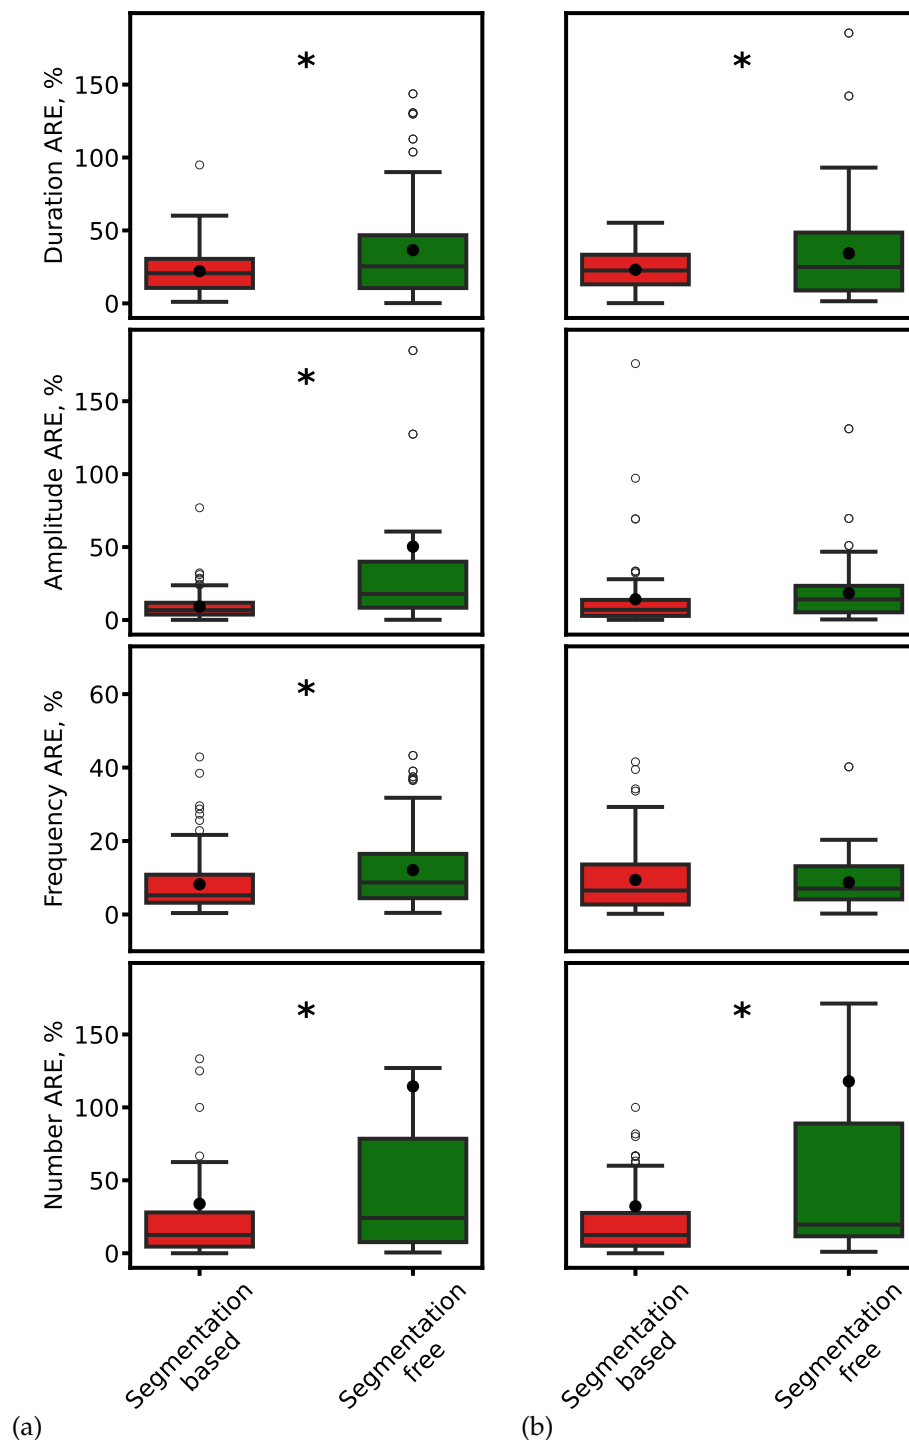 Duration ARE, %
150
100
50
0
*
*
Amplitude ARE, %
150
100
50
0
*
Frequency ARE, %
60
40
20
0
*
Number ARE, %
150
100
50
0
*
*
Segmentation
based
Segmentation
free
Segmentation
based
Segmentation
free
(a)
(b)